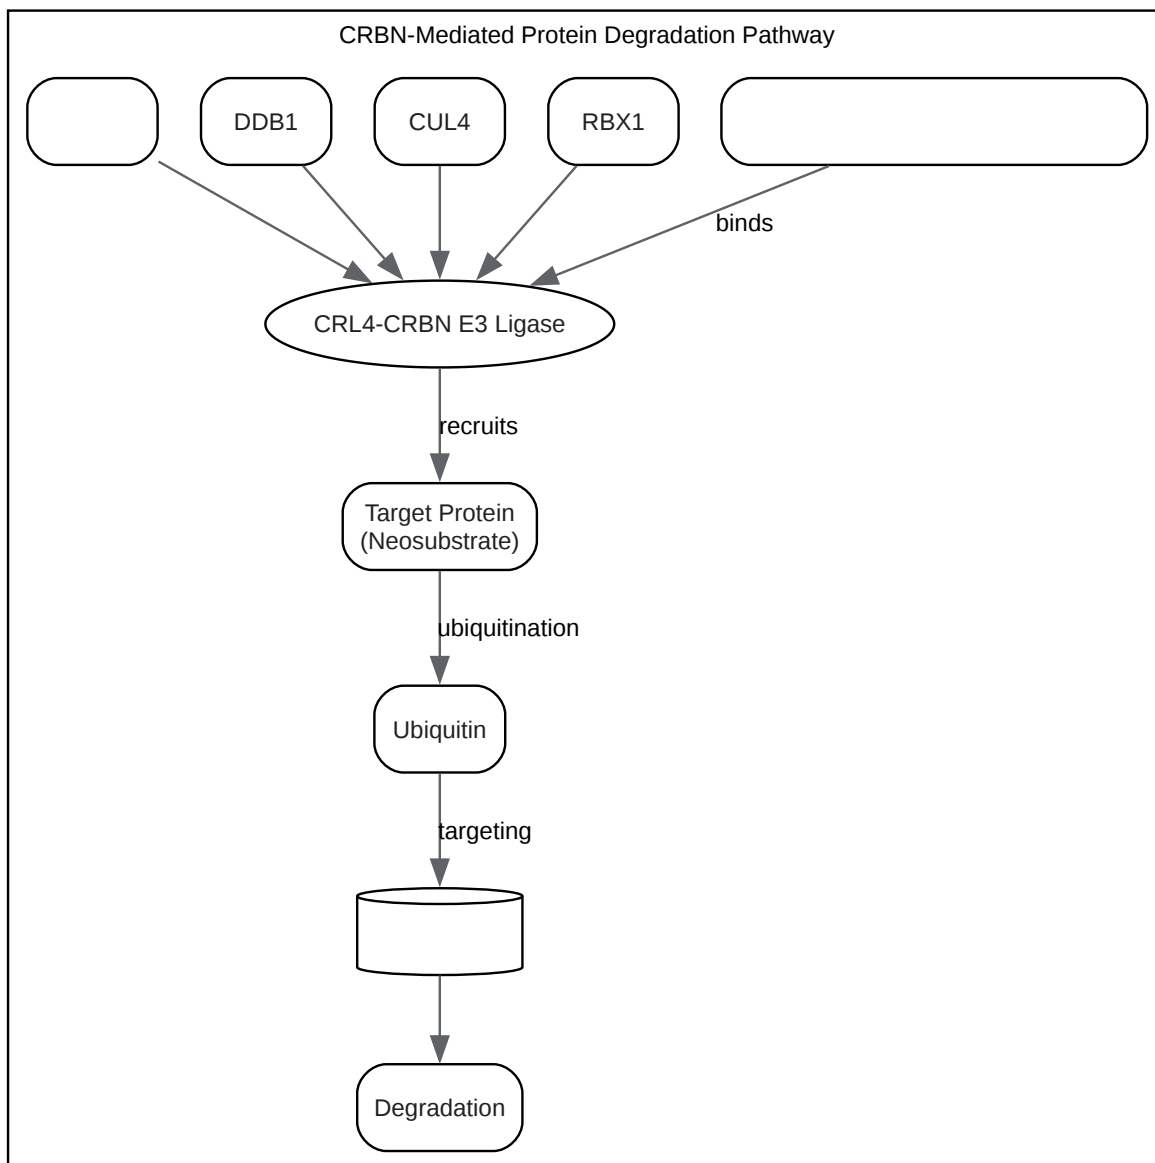 CRBN-Mediated Protein Degradation Pathway
DDB1
CUL4
RBX1
binds
CRL4-CRBN E3 Ligase
recruits
Target Protein
(Neosubstrate)
ubiquitination
Ubiquitin
targeting
Degradation